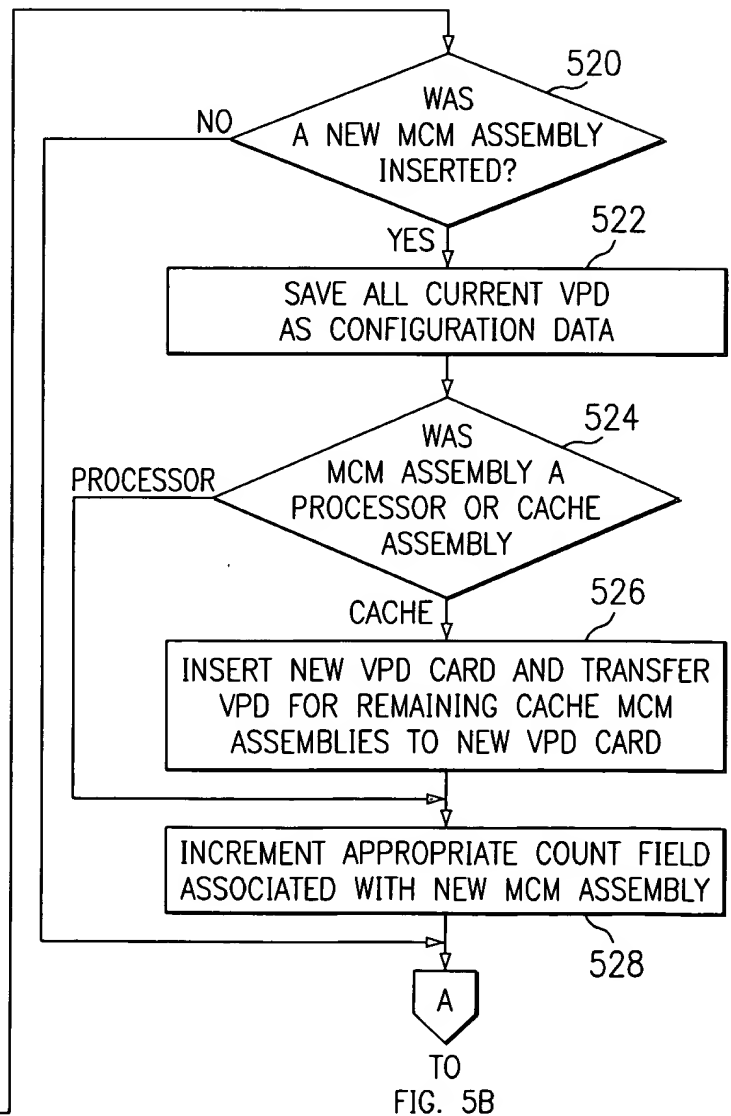 520
WAS
A NEW MCM ASSEMBLY
INSERTED?
NO
YES
522
SAVE ALL CURRENT VPD
AS CONFIGURATION DATA
524
WAS
MCM ASSEMBLY A
PROCESSOR OR CACHE
ASSEMBLY
PROCESSOR
CACHE
526
INSERT NEW VPD CARD AND TRANSFER
VPD FOR REMAINING CACHE MCM
ASSEMBLIES TO NEW VPD CARD
INCREMENT APPROPRIATE COUNT FIELD
ASSOCIATED WITH NEW MCM ASSEMBLY
528
A
TO
FIG. 5B